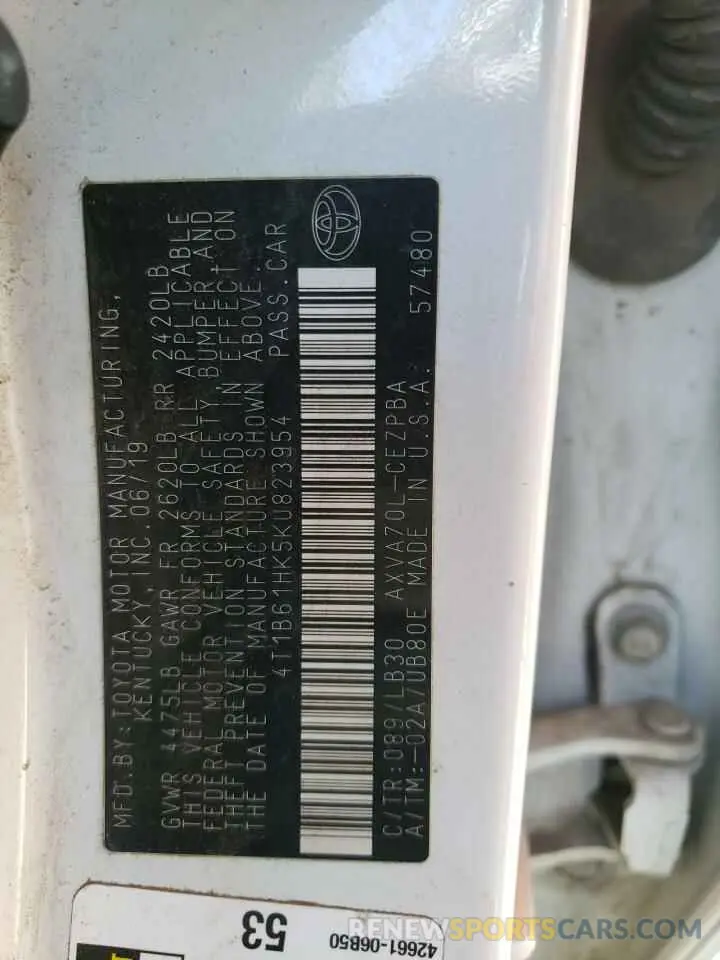 MFD.BY:TOYOTA MOTOR MANUFACTURING,
KENTUCKY,INC.06/19
GVWR 4475LB GAWR FR 2620LB RR 2420LB
THIS VEHICLE CONFORMS TO ALL APPLICABLE
FEDERAL MOTOR VEHICLE SAFETY, BUMPER,AND
THEFT PREVENTION STANDARDS IN EFFECT ON
THE DATE OF MANUFACTURE SHOWN ABOVE.
4T1B61HK5KU823954 PASS.CAR
C/TR:089/LB30 AXVA70L-CEZPBA
A/TM:-02A/UB80E MADE IN U.S.A. 57480
53
42661-06B50
RENEWSPORTSCARS.COM